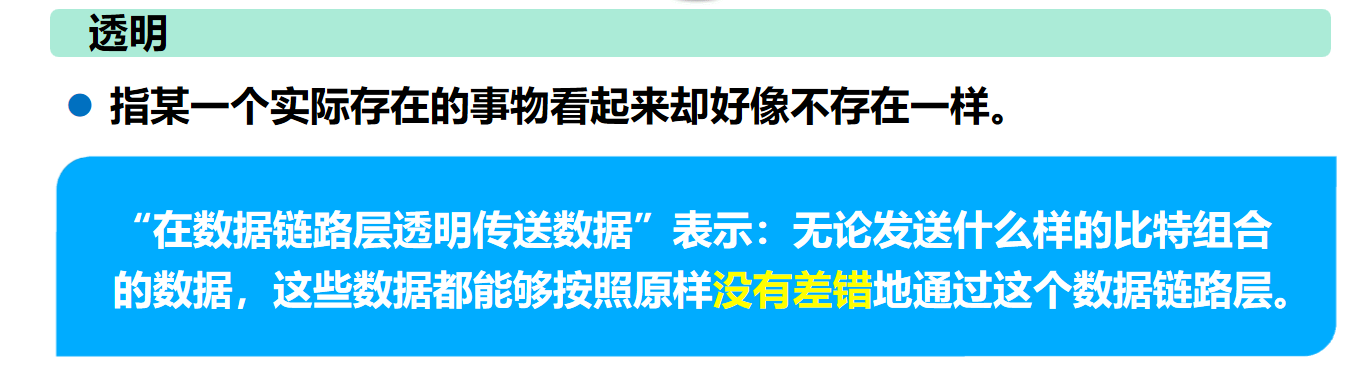 透明
指某一个实际存在的事物看起来却好像不存在一样。
“在数据链路层透明传送数据”表示：无论发送什么样的比特组合
的数据，这些数据都能够按照原样没有差错地通过这个数据链路层。